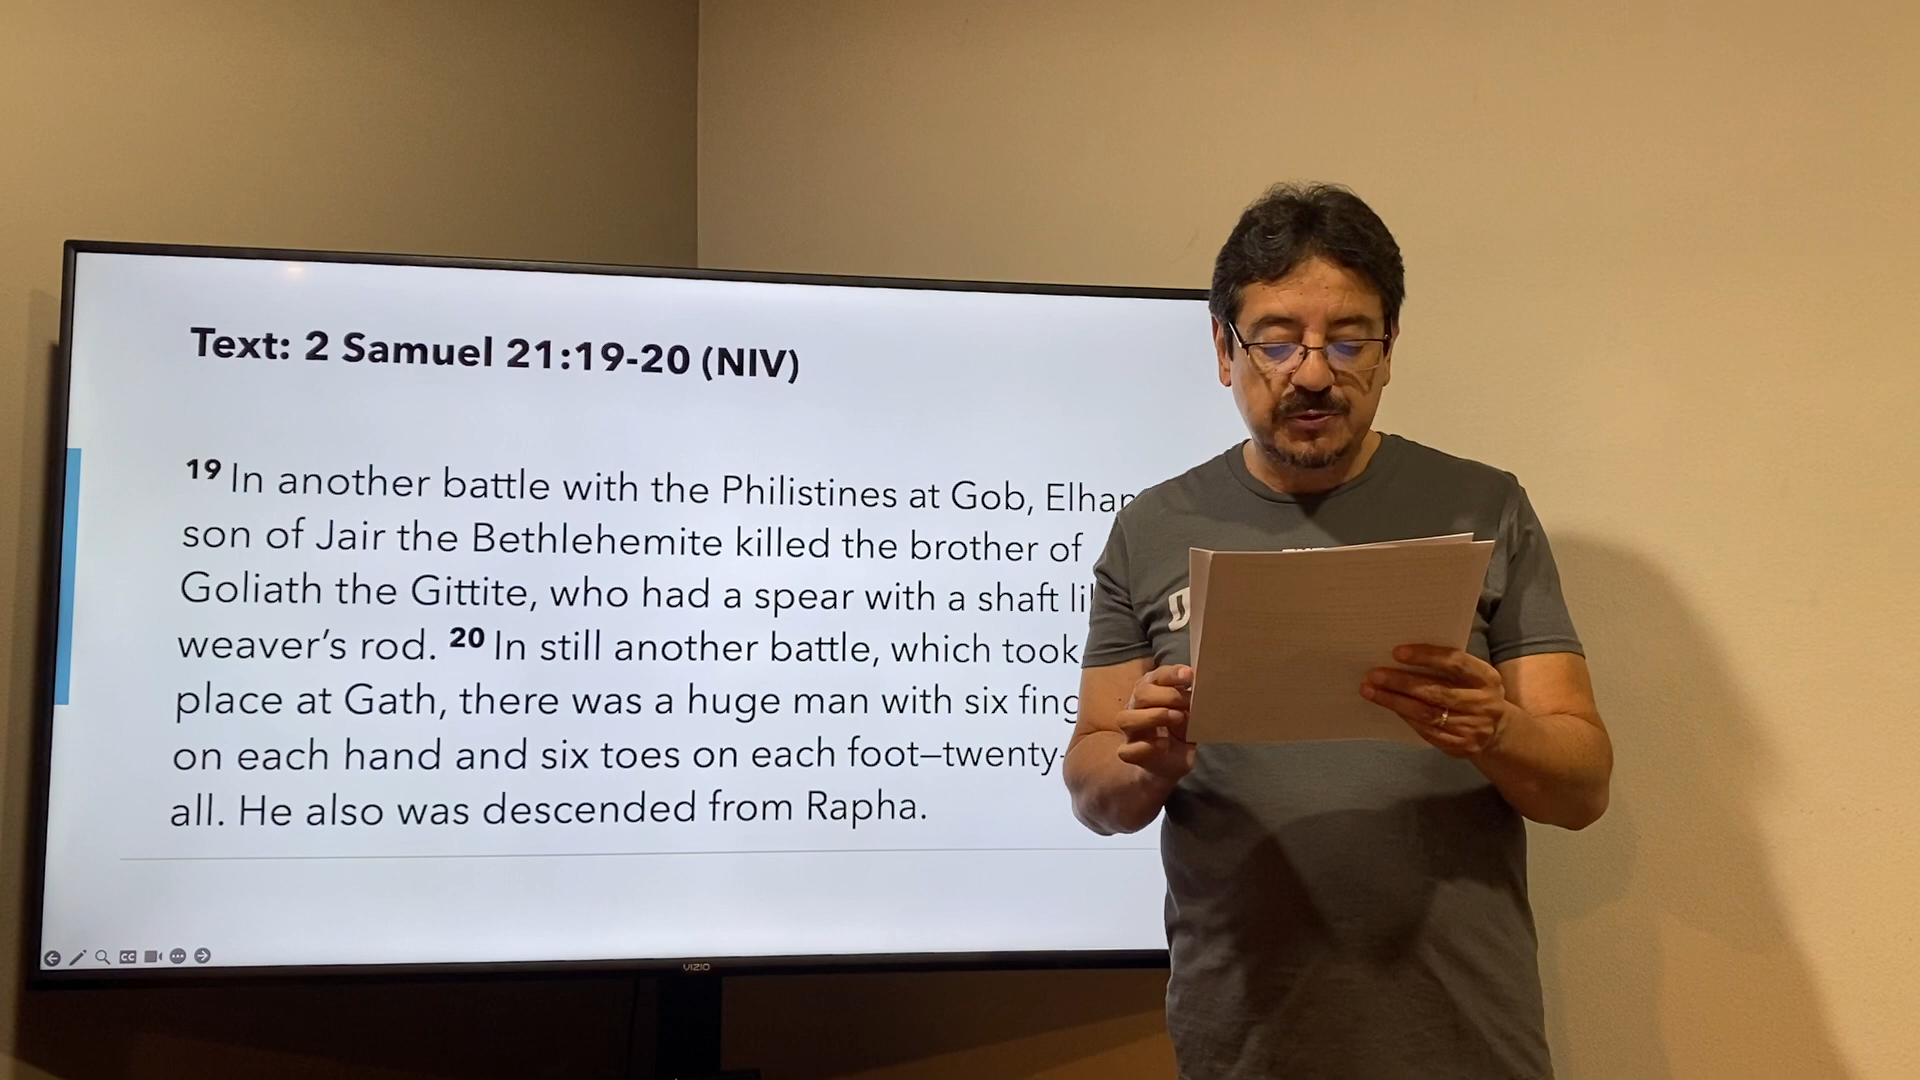 Text: 2 Samuel 21:19-20 (NIV)
19 In another battle with the Philistines at Gob,
son of Jair the Bethlehemite killed the brother of
Goliath the Gittite, who had a spear with a shaft
weaver's rod. 20 In still another battle, which took
place at Gath, there was a huge man with six
on each hand and six toes on each foot—twenty-
all. He also was descended from Rapha.
CC
VIZIO